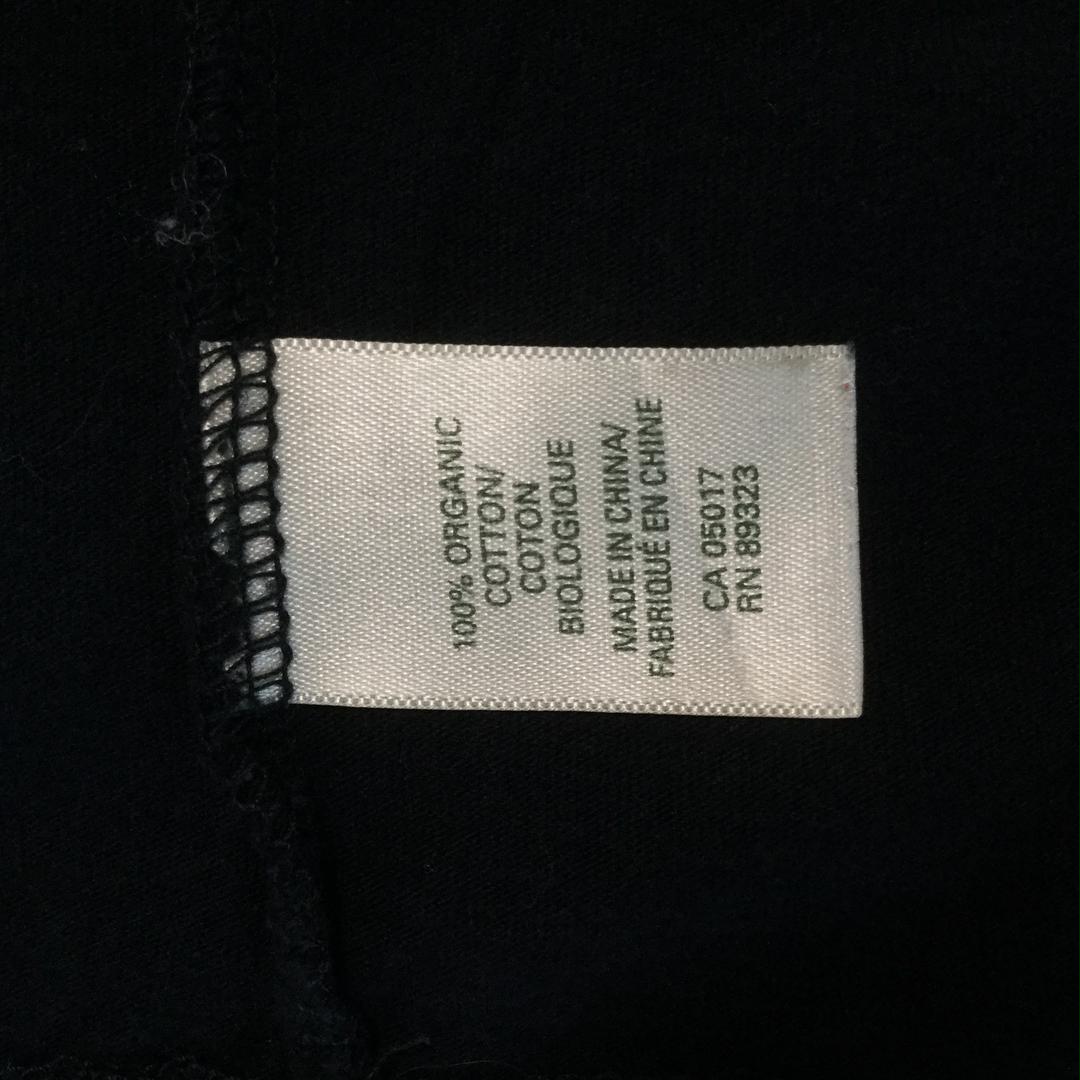 100% ORGANIC
COTTON/
COTON
BIOLOGIQUE
MADE IN CHINA/
FABRIQUÉ EN CHINE
CA 05017
RN 89323